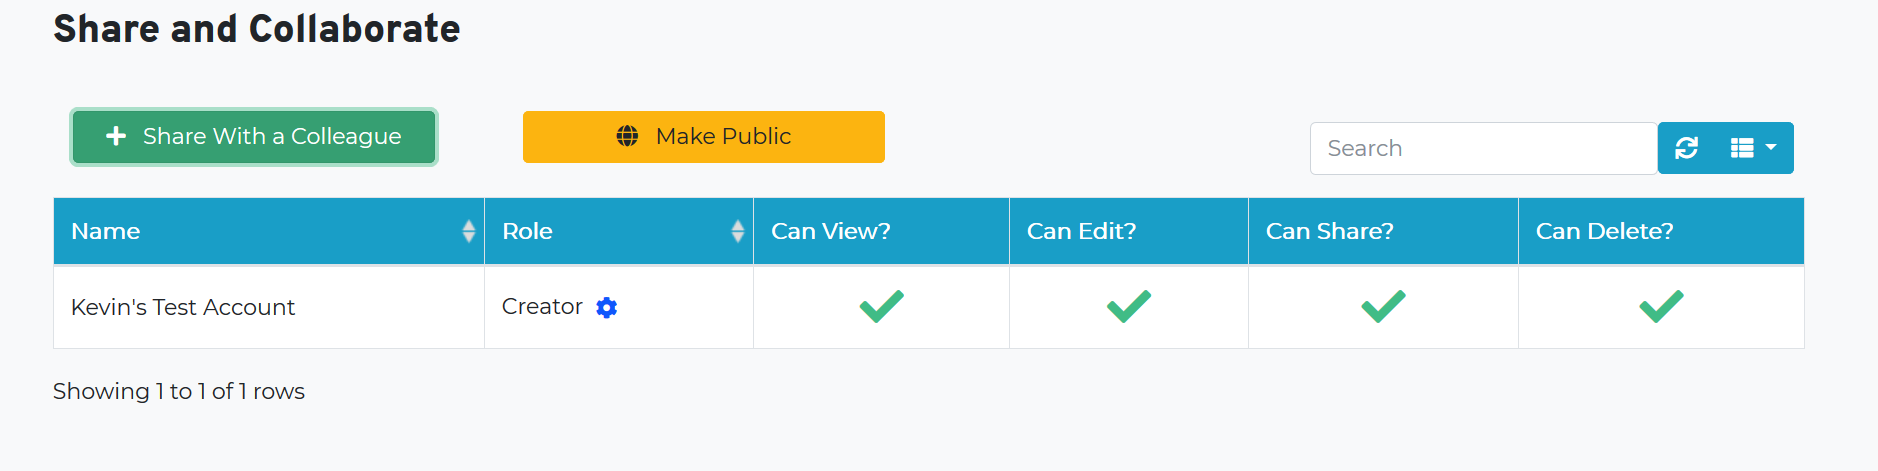 Share and Collaborate
Share With a Colleague
Make Public
Search
Name Role Can View? Can Edit? Can Share? Can Delete?
Kevin's Test Account Creator
Showing 1 to 1 of 1 rows